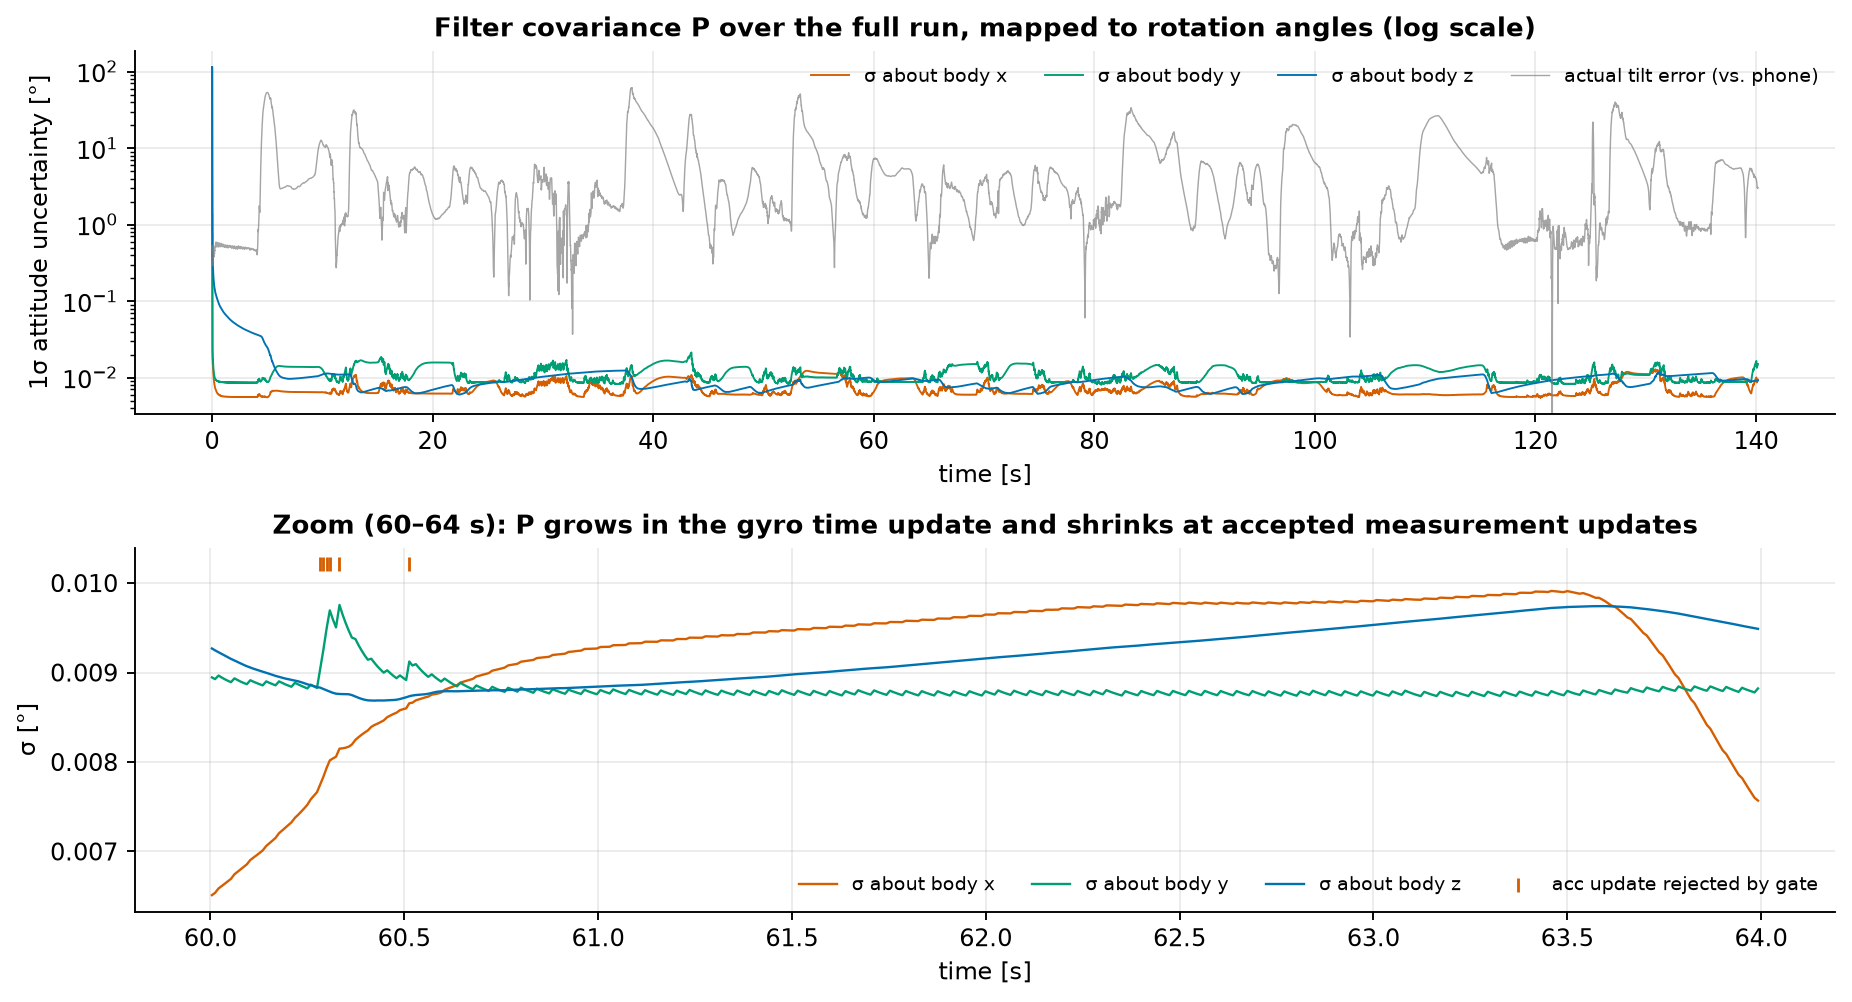 Filter covariance P over the full run, mapped to rotation angles (log scale)
σ about body x
σ about body y
σ about body z
actual tilt error (vs. phone)
1σ attitude uncertainty [°]
10²
10¹
10⁰
10⁻¹
10⁻²
0 20 40 60 80 100 120 140
time [s]
Zoom (60–64 s): P grows in the gyro time update and shrinks at accepted measurement updates
σ [°]
0.010
0.009
0.008
0.007
σ about body x
σ about body y
σ about body z
acc update rejected by gate
60.0 60.5 61.0 61.5 62.0 62.5 63.0 63.5 64.0
time [s]